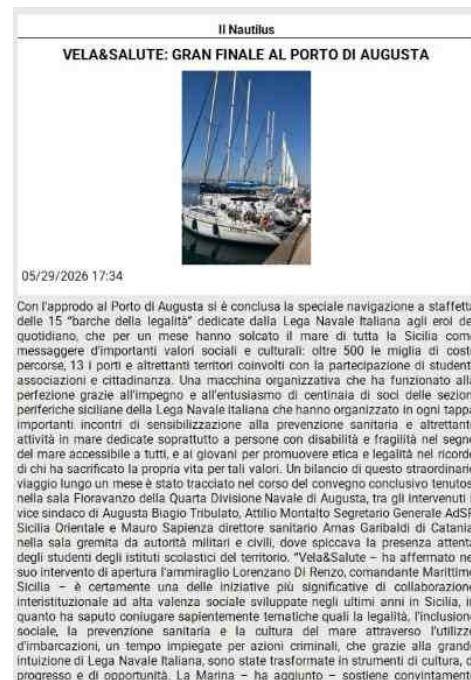 Il Nautilus
VELA&SALUTE: GRAN FINALE AL PORTO DI AUGUSTA
05/29/2026 17:34
Con l'approdo al Porto di Augusta si è conclusa la speciale navigazione a staffetta
delle 15 "barche della legalità" dedicate dalla Lega Navale Italiana agli eroi del
quotidiano, che per un mese hanno solcato il mare di tutta la Sicilia come
messaggere d'importanti valori sociali e culturali: oltre 500 le miglia di costa
percorse, 13 i porti e altrettanti territori coinvolti con la partecipazione di studenti
associazioni e cittadinanza. Una macchina organizzativa che ha funzionato alla
perfezione grazie all'impegno e all'entusiasmo di centinaia di soci delle sezioni
periferiche siciliane della Lega Navale Italiana che hanno organizzato in ogni tappa
importanti incontri di sensibilizzazione alla prevenzione sanitaria e altrettante
attività in mare dedicate soprattutto a persone con disabilità e fragilità nel segno
del mare accessibile a tutti, e ai giovani per promuovere etica e legalità nel ricordo
di chi ha sacrificato la propria vita per tali valori. Un bilancio di questo straordinario
viaggio lungo un mese è stato tracciato nel corso del convegno conclusivo tenutosi
nella sala Fioravanzo della Quarta Divisione Navale di Augusta, tra gli intervenuti
vice sindaco di Augusta Biagio Tribulato, Attilio Montalto Segretario Generale AdSP
Sicilia Orientale e Mauro Sapienza direttore sanitario Arnas Garibaldi di Catania
nella sala gremita da autorità militari e civili, dove spiccava la presenza attenta
degli studenti degli istituti scolastici del territorio. "Vela&Salute – ha affermato nel
suo intervento di apertura l'ammiraglio Lorenzano Di Renzo, comandante Marittimo
Sicilia – è certamente una delle iniziative più significative di collaborazione
interistituzionale ad alta valenza sociale sviluppate negli ultimi anni in Sicilia, in
quanto ha saputo coniugare sapientemente tematiche quali la legalità, l'inclusione
sociale, la prevenzione sanitaria e la cultura del mare attraverso l'utilizzo
d'imbarcazioni, un tempo impiegate per azioni criminali, che grazie alla grande
intuizione di Lega Navale Italiana, sono state trasformate in strumenti di cultura, di
progresso e di opportunità. La Marina – ha aggiunto – sostiene convintamente